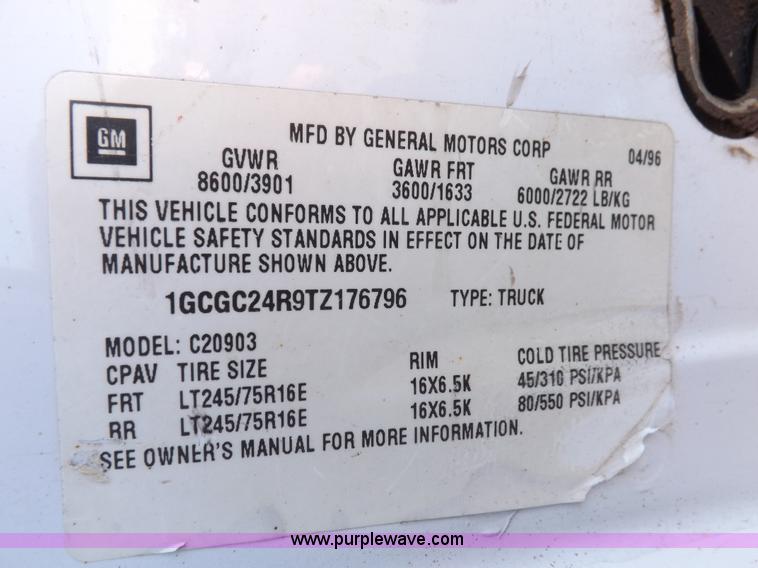 GM
MFD BY GENERAL MOTORS CORP 04/96
GVWR GAWR FRT GAWR RR
8600/3901 3600/1633 6000/2722 LB/KG
THIS VEHICLE CONFORMS TO ALL APPLICABLE U.S. FEDERAL MOTOR
VEHICLE SAFETY STANDARDS IN EFFECT ON THE DATE OF
MANUFACTURE SHOWN ABOVE.
1GCGC24R9TZ176796 TYPE: TRUCK
MODEL: C20903
CPAV TIRE SIZE RIM COLD TIRE PRESSURE
FRT LT245/75R16E 16X6.5K 45/310 PSI/KPA
RR LT245/75R16E 16X6.5K 80/550 PSI/KPA
SEE OWNER'S MANUAL FOR MORE INFORMATION.
www.purplewave.com